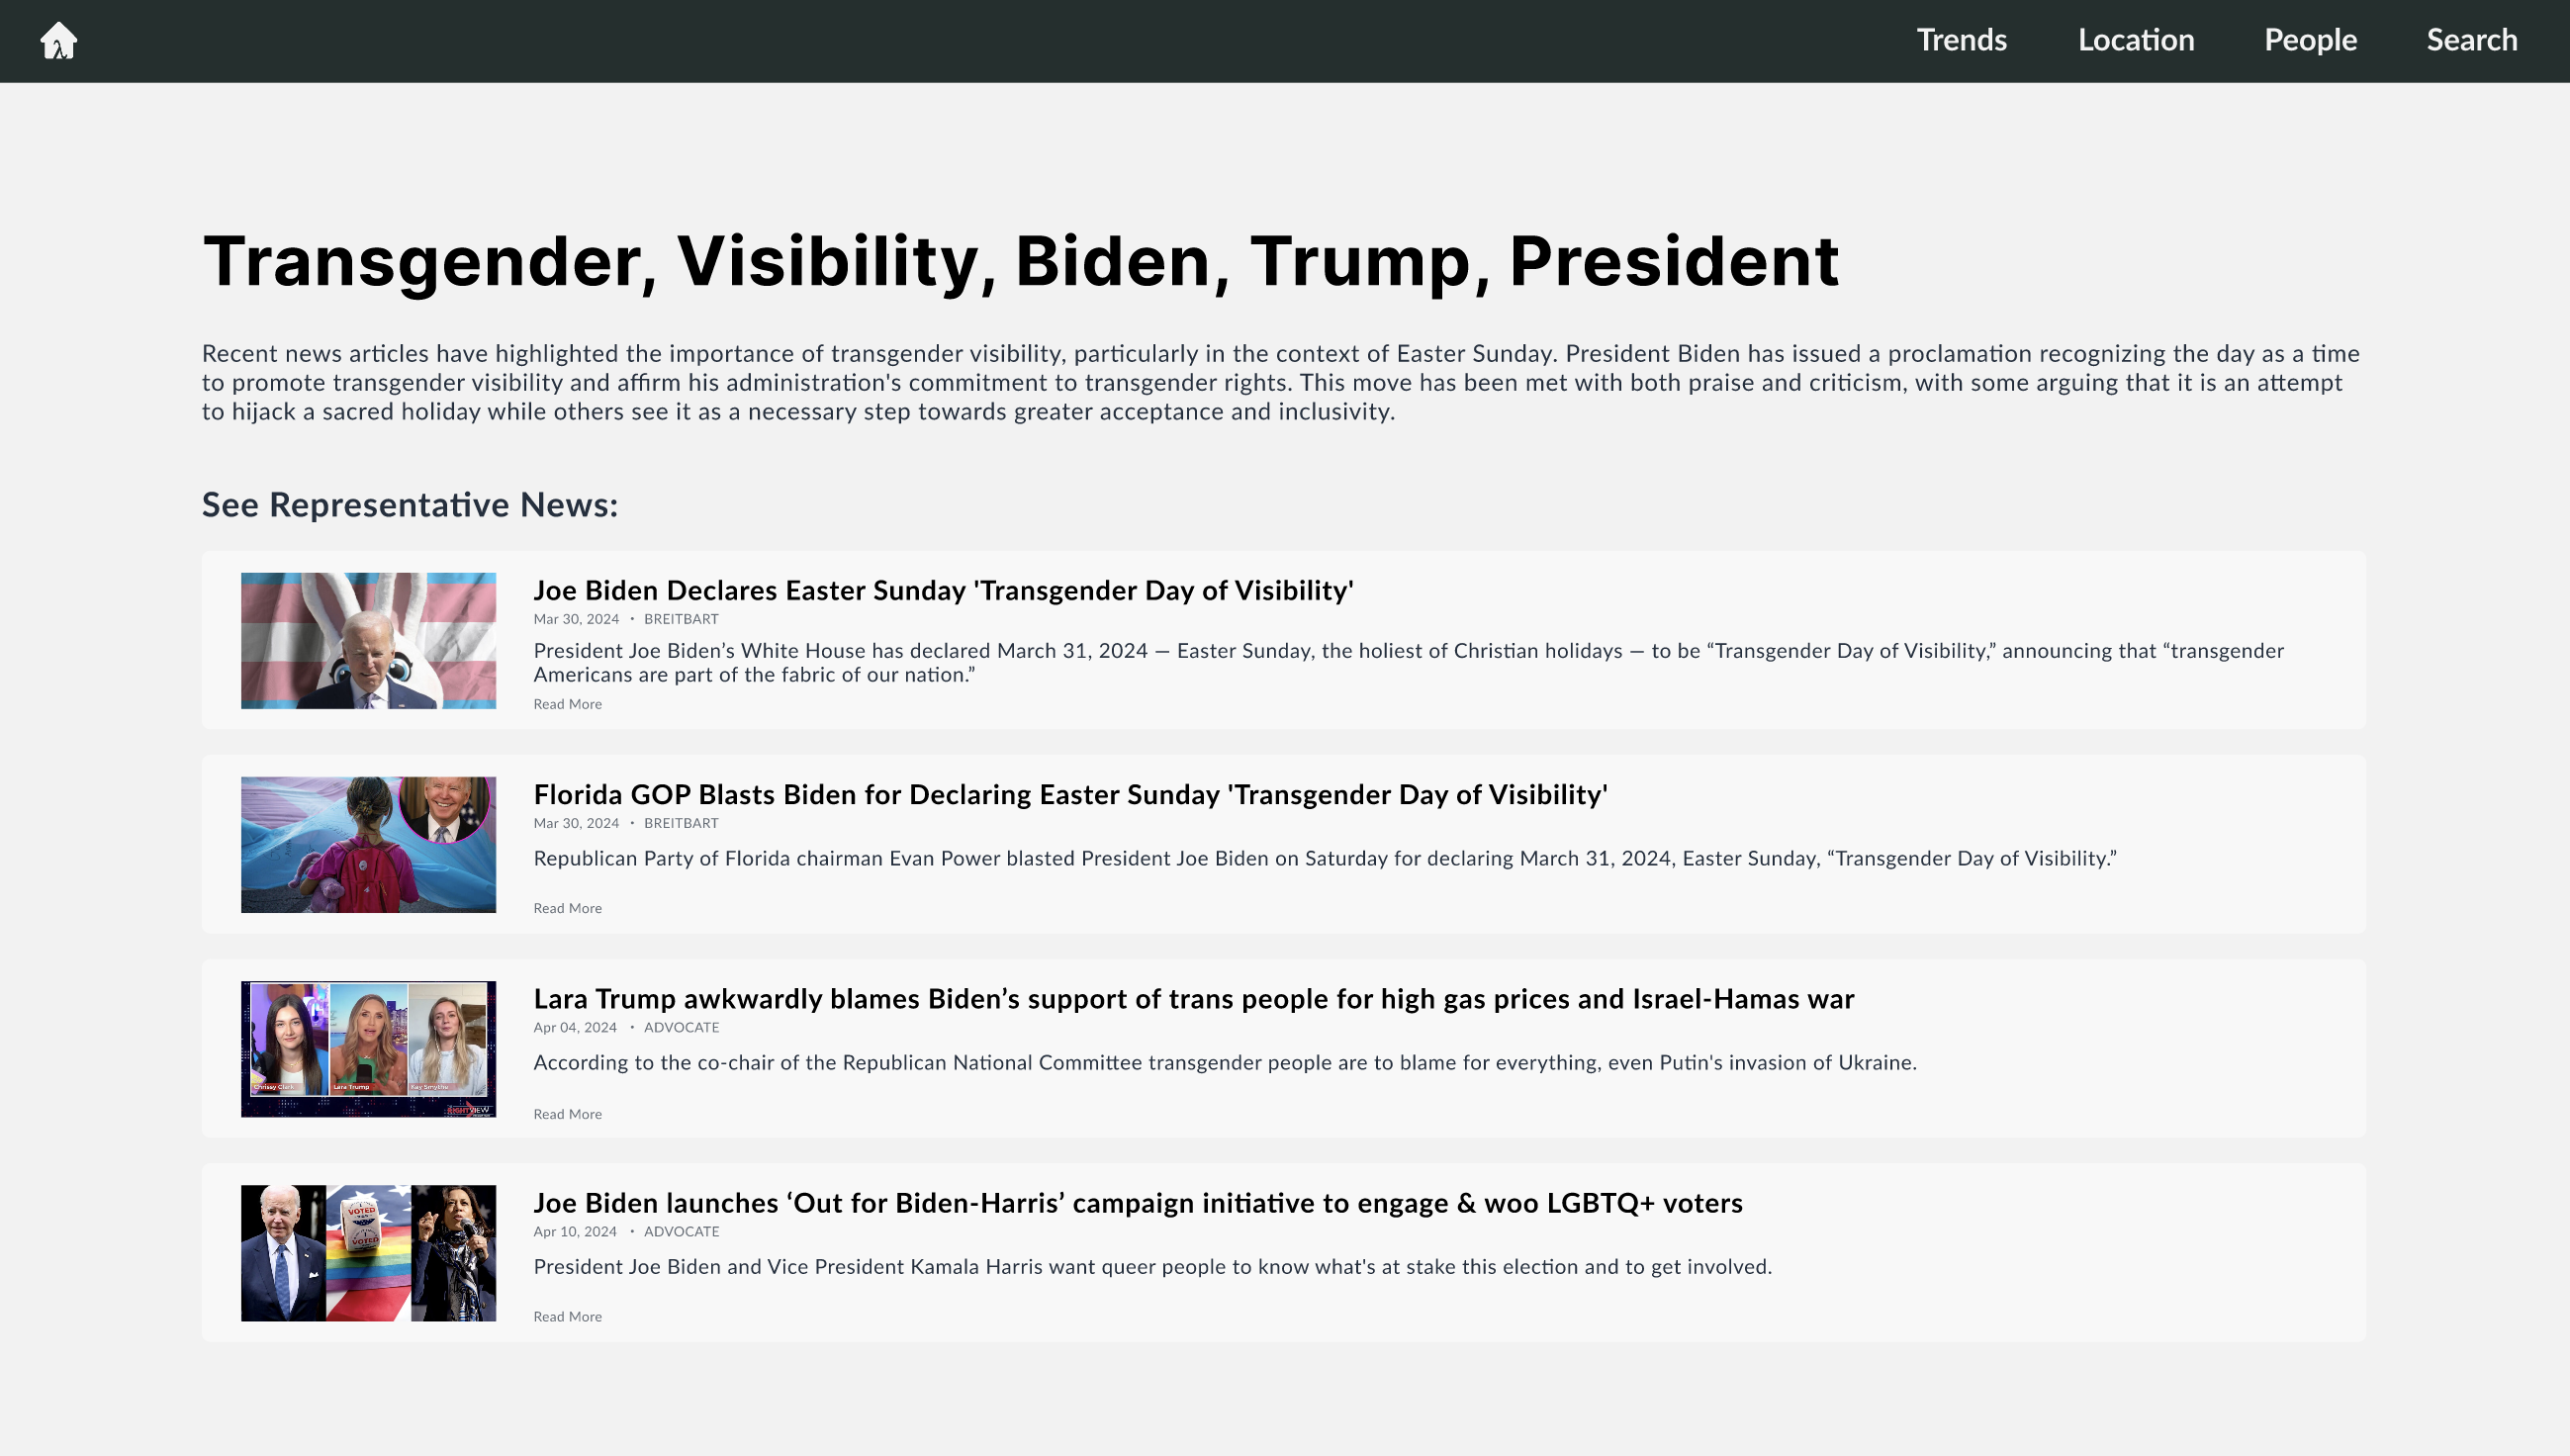 Trends Location People Search
Transgender, Visibility, Biden, Trump, President
Recent news articles have highlighted the importance of transgender visibility, particularly in the context of Easter Sunday. President Biden has issued a proclamation recognizing the day as a time
to promote transgender visibility and affirm his administration's commitment to transgender rights. This move has been met with both praise and criticism, with some arguing that it is an attempt
to hijack a sacred holiday while others see it as a necessary step towards greater acceptance and inclusivity.
See Representative News:
Joe Biden Declares Easter Sunday 'Transgender Day of Visibility'
Mar 30, 2024 • BREITBART
President Joe Biden’s White House has declared March 31, 2024 — Easter Sunday, the holiest of Christian holidays — to be “Transgender Day of Visibility,” announcing that “transgender
Americans are part of the fabric of our nation.”
Read More
Florida GOP Blasts Biden for Declaring Easter Sunday 'Transgender Day of Visibility'
Mar 30, 2024 • BREITBART
Republican Party of Florida chairman Evan Power blasted President Joe Biden on Saturday for declaring March 31, 2024, Easter Sunday, “Transgender Day of Visibility.”
Read More
Chrissy Clark Lara Trump Kay Smythe
RIGHT VIEW
Lara Trump awkwardly blames Biden’s support of trans people for high gas prices and Israel-Hamas war
Apr 04, 2024 • ADVOCATE
According to the co-chair of the Republican National Committee transgender people are to blame for everything, even Putin's invasion of Ukraine.
Read More
I VOTED
I VOTED
Joe Biden launches ‘Out for Biden-Harris’ campaign initiative to engage & woo LGBTQ+ voters
Apr 10, 2024 • ADVOCATE
President Joe Biden and Vice President Kamala Harris want queer people to know what's at stake this election and to get involved.
Read More